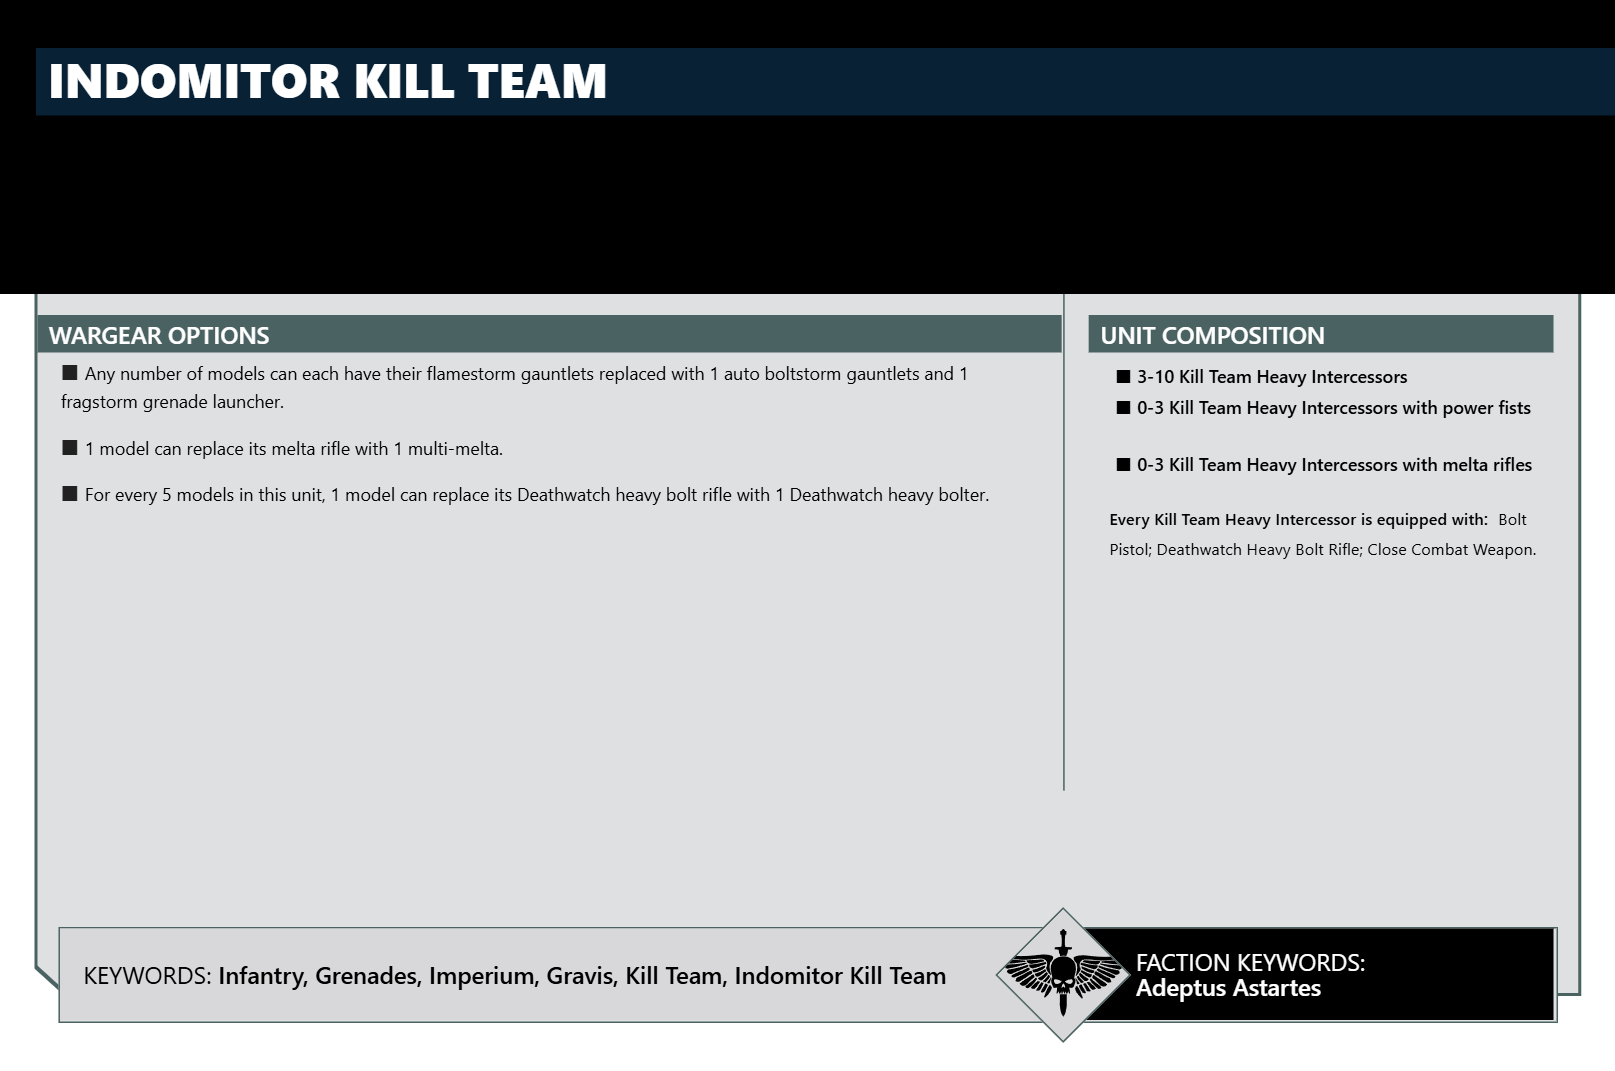 INDOMITOR KILL TEAM
WARGEAR OPTIONS
■ Any number of models can each have their flamestorm gauntlets replaced with 1 auto boltstorm gauntlets and 1
fragstorm grenade launcher.
■ 1 model can replace its melta rifle with 1 multi-melta.
■ For every 5 models in this unit, 1 model can replace its Deathwatch heavy bolt rifle with 1 Deathwatch heavy bolter.
UNIT COMPOSITION
■ 3-10 Kill Team Heavy Intercessors
■ 0-3 Kill Team Heavy Intercessors with power fists
■ 0-3 Kill Team Heavy Intercessors with melta rifles
Every Kill Team Heavy Intercessor is equipped with: Bolt
Pistol; Deathwatch Heavy Bolt Rifle; Close Combat Weapon.
KEYWORDS: Infantry, Grenades, Imperium, Gravis, Kill Team, Indomitor Kill Team
FACTION KEYWORDS:
Adeptus Astartes